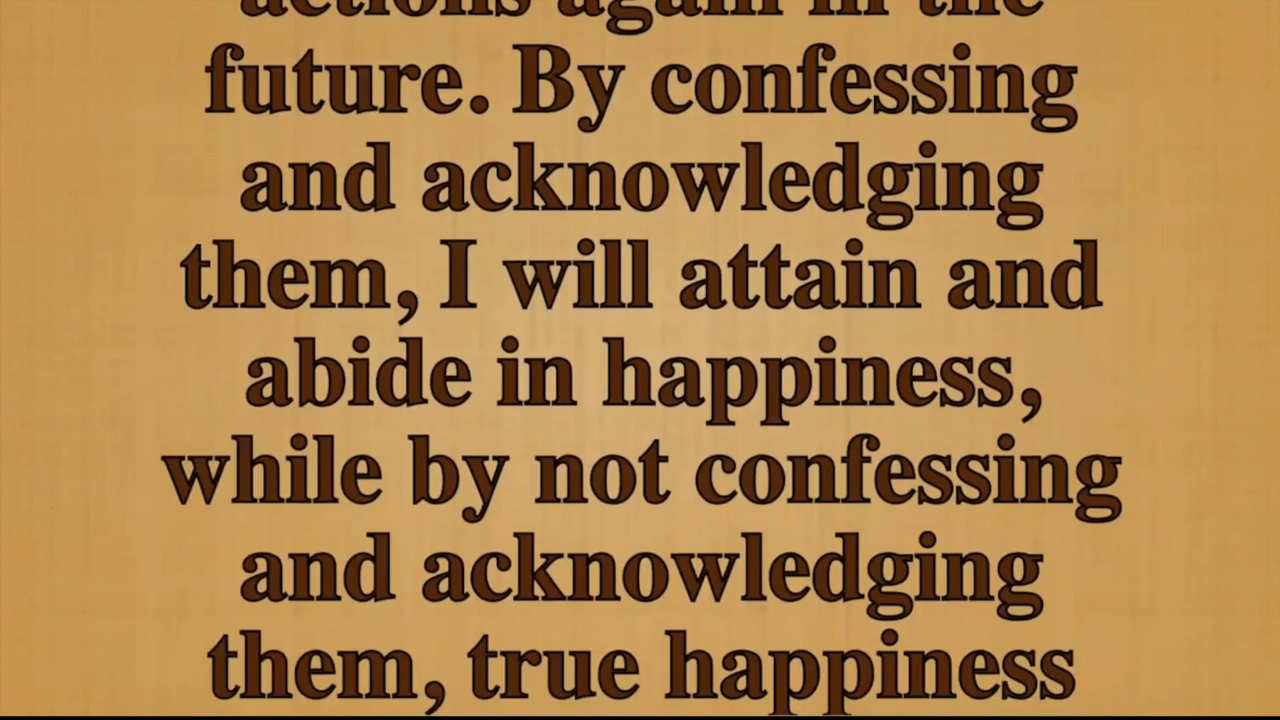 actions again in the
future. By confessing
and acknowledging
them, I will attain and
abide in happiness,
while by not confessing
and acknowledging
them, true happiness